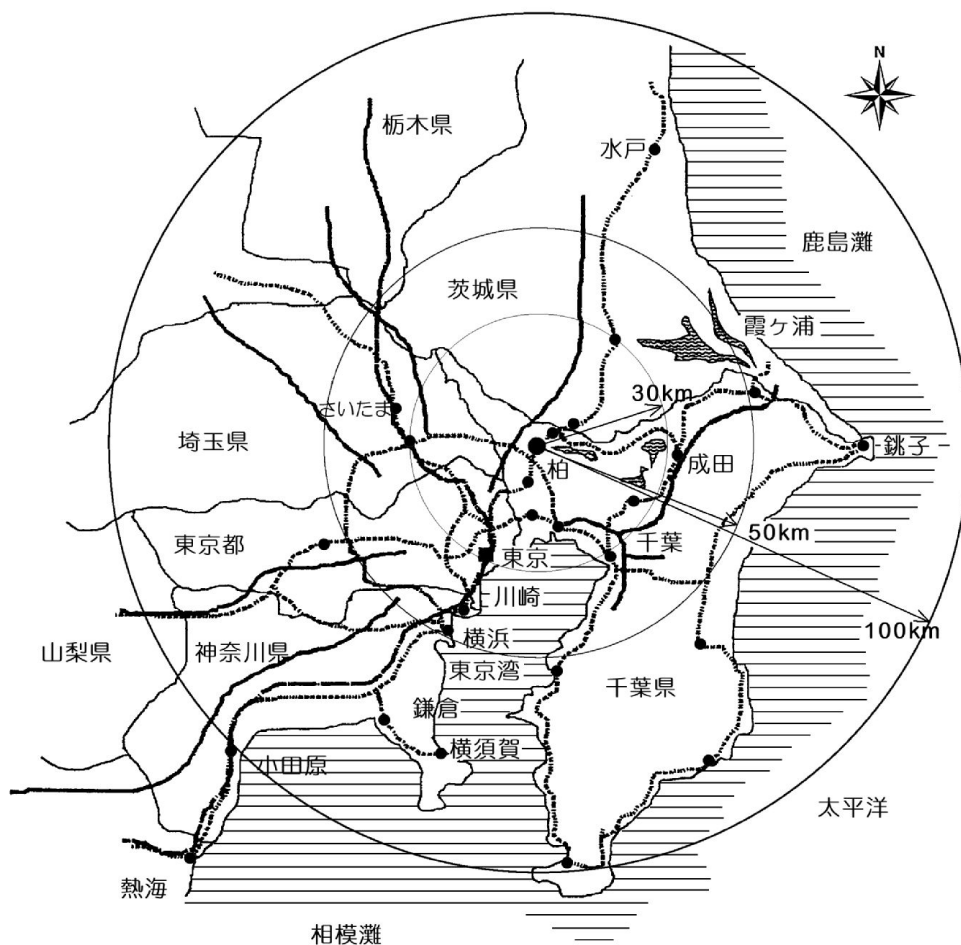 N
栃木県
水戸
鹿島灘
茨城県
霞ヶ浦
30km
さいたま
埼玉県
柏
成田
銚子
50km
東京都
東京
千葉
川崎
100km
山梨県
神奈川県
横浜
東京湾
千葉県
鎌倉
横須賀
小田原
太平洋
熱海
相模灘